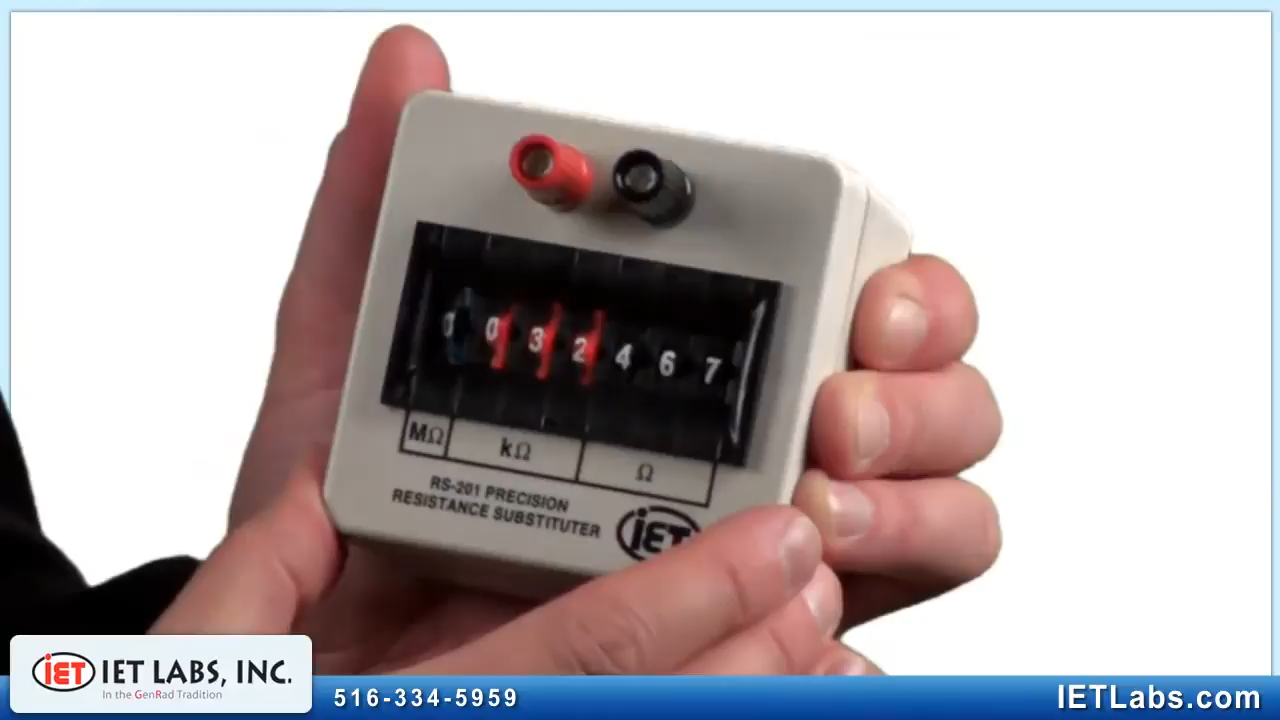 0 3 2 4 6 7
MΩ kΩ Ω
RS-201 PRECISION
RESISTANCE SUBSTITUTER
iET
iET IET LABS, INC.
In the GenRad Tradition
516-334-5959
IETLabs.com